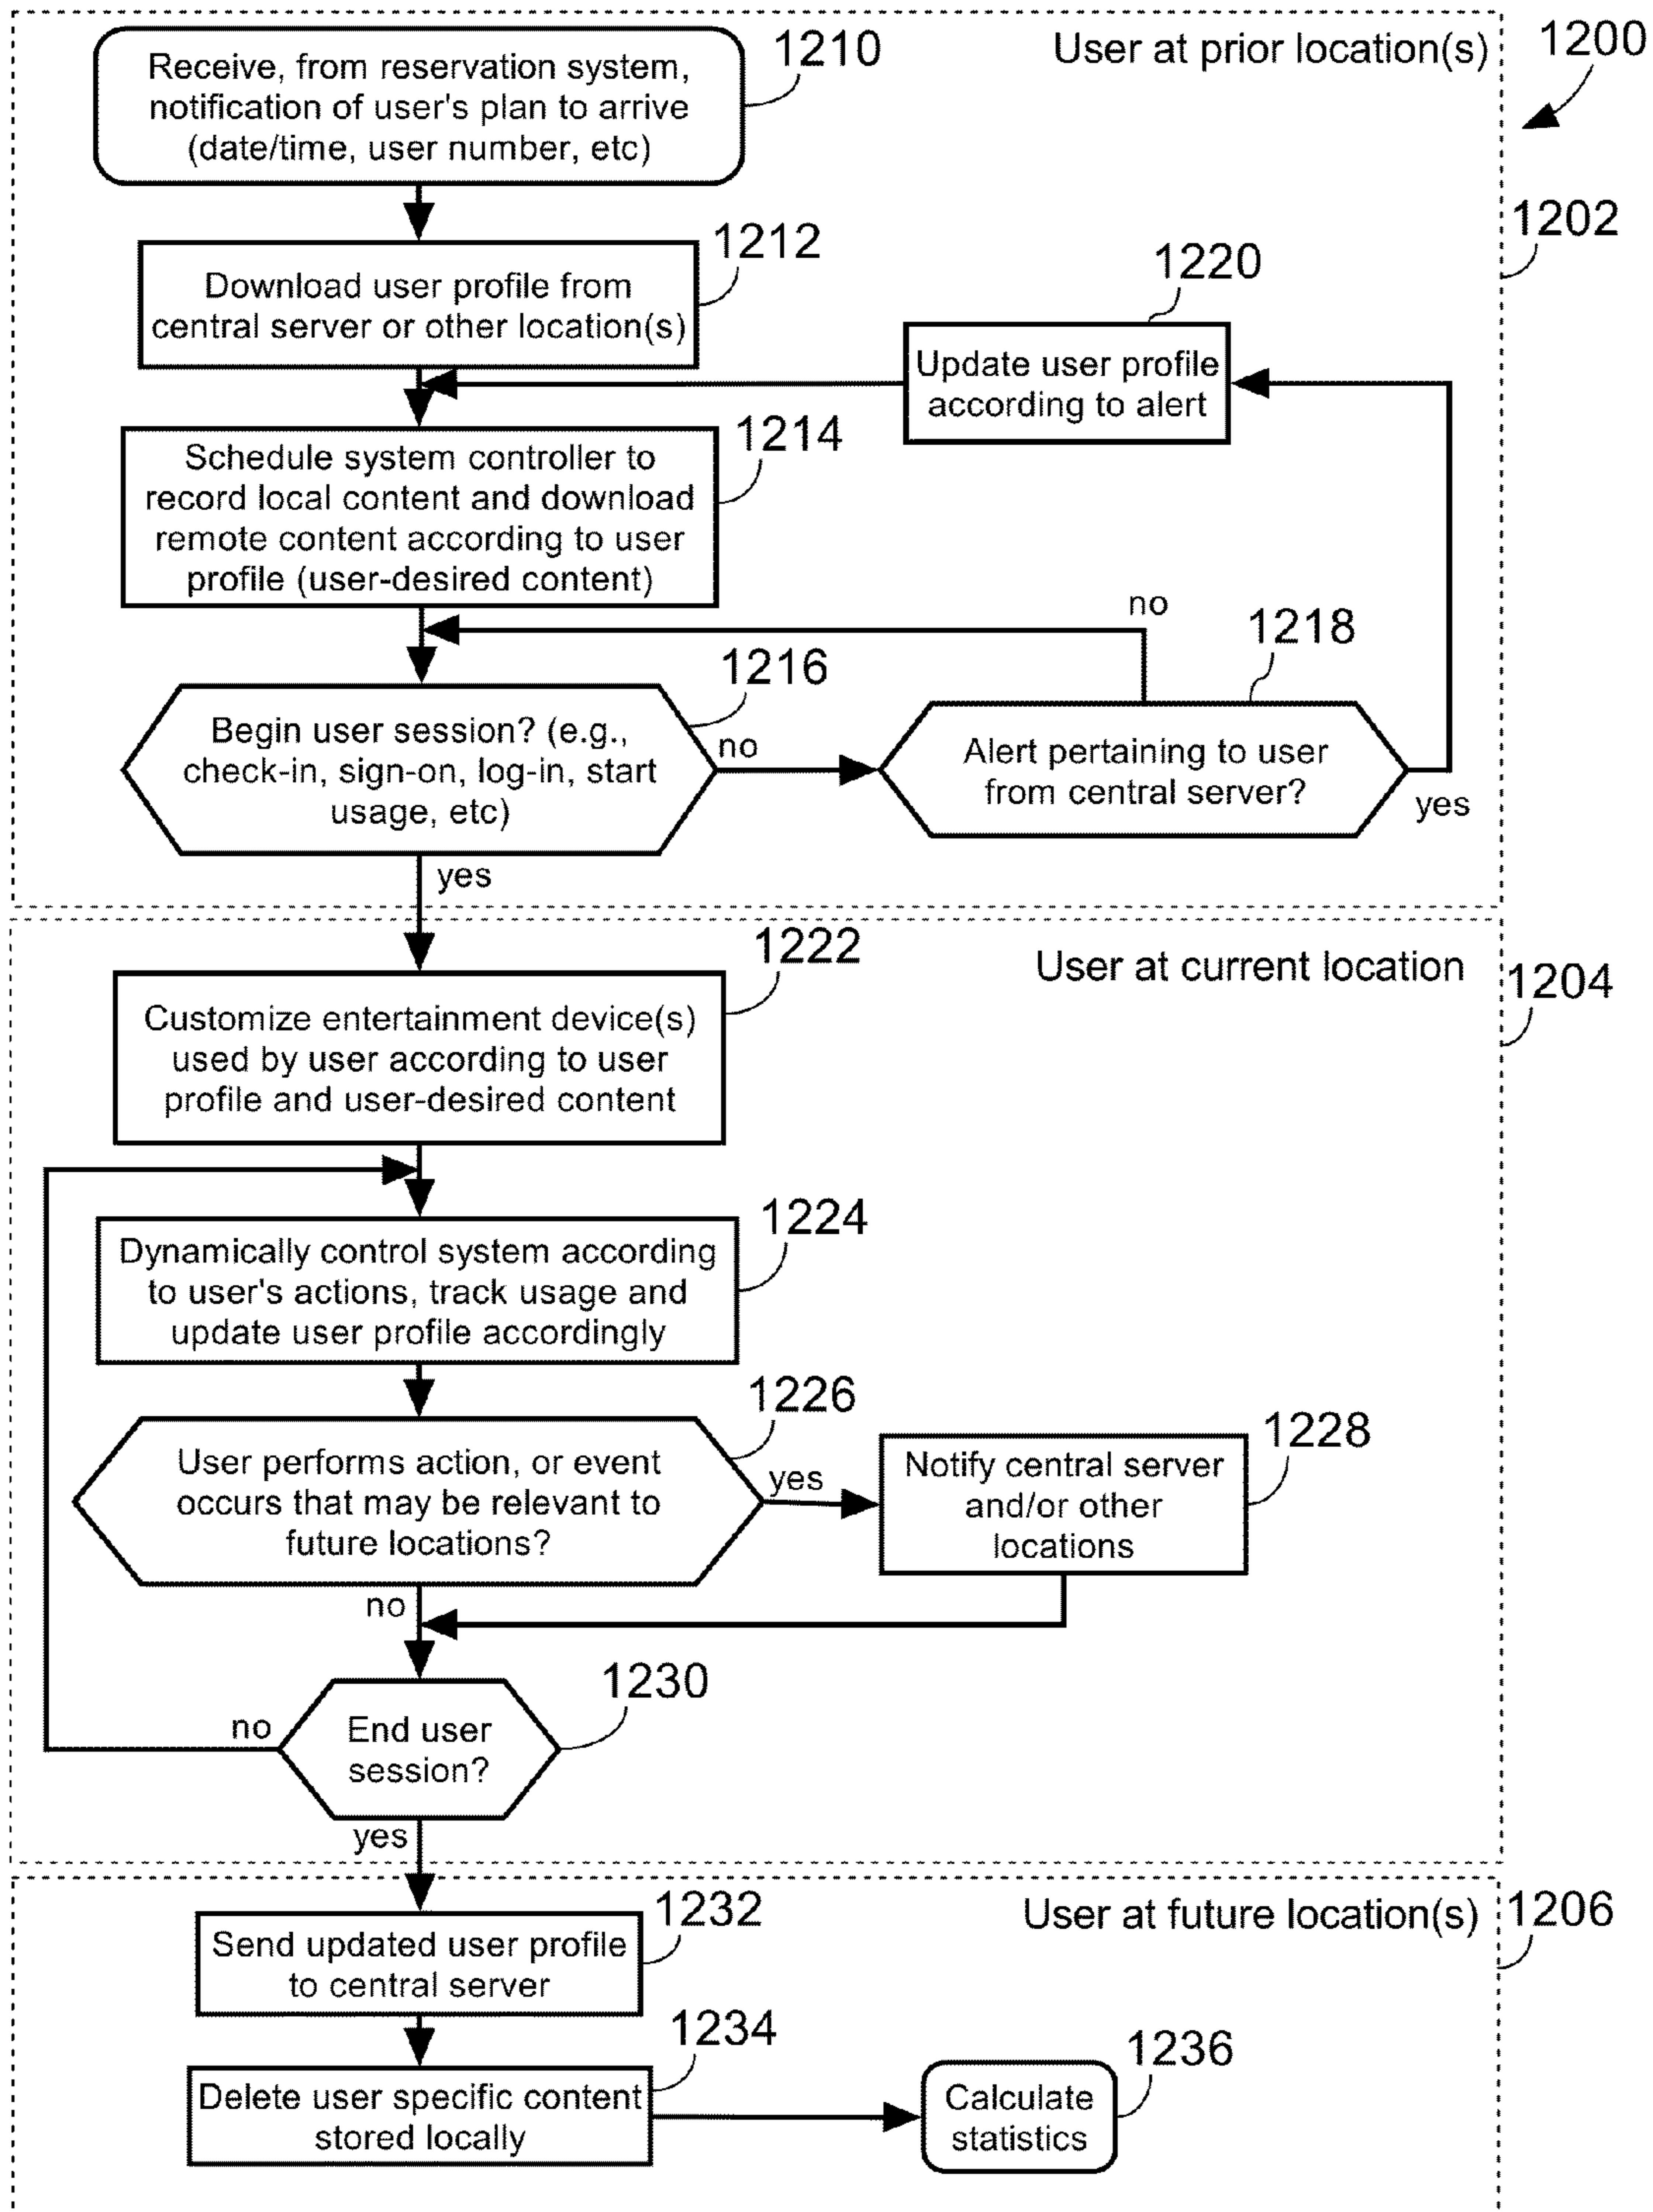 1210
User at prior location(s)
1200
Receive, from reservation system,
notification of user's plan to arrive
(date/time, user number, etc)
1202
1212
Download user profile from
central server or other location(s)
1220
Update user profile
according to alert
1214
Schedule system controller to
record local content and download
remote content according to user
profile (user-desired content)
no
1218
1216
Begin user session? (e.g.,
check-in, sign-on, log-in, start
usage, etc)
no
Alert pertaining to user
from central server?
yes
yes
1222
User at current location
1204
Customize entertainment device(s)
used by user according to user
profile and user-desired content
1224
Dynamically control system according
to user's actions, track usage and
update user profile accordingly
1226
User performs action, or event
occurs that may be relevant to
future locations?
yes
1228
Notify central server
and/or other
locations
no
1230
End user
session?
no
yes
1232
User at future location(s)
1206
Send updated user profile
to central server
1234
Delete user specific content
stored locally
1236
Calculate
statistics